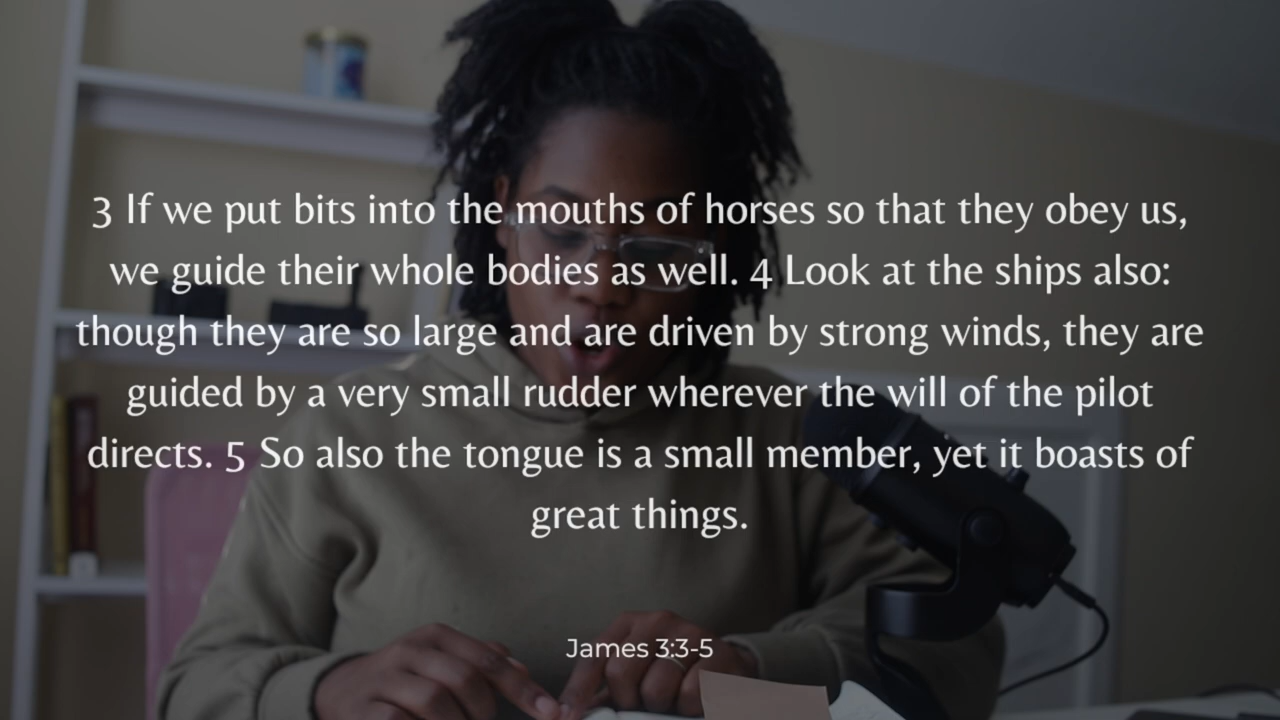 3 If we put bits into the mouths of horses so that they obey us,
we guide their whole bodies as well. 4 Look at the ships also:
though they are so large and are driven by strong winds, they are
guided by a very small rudder wherever the will of the pilot
directs. 5 So also the tongue is a small member, yet it boasts of
great things.
James 3:3-5